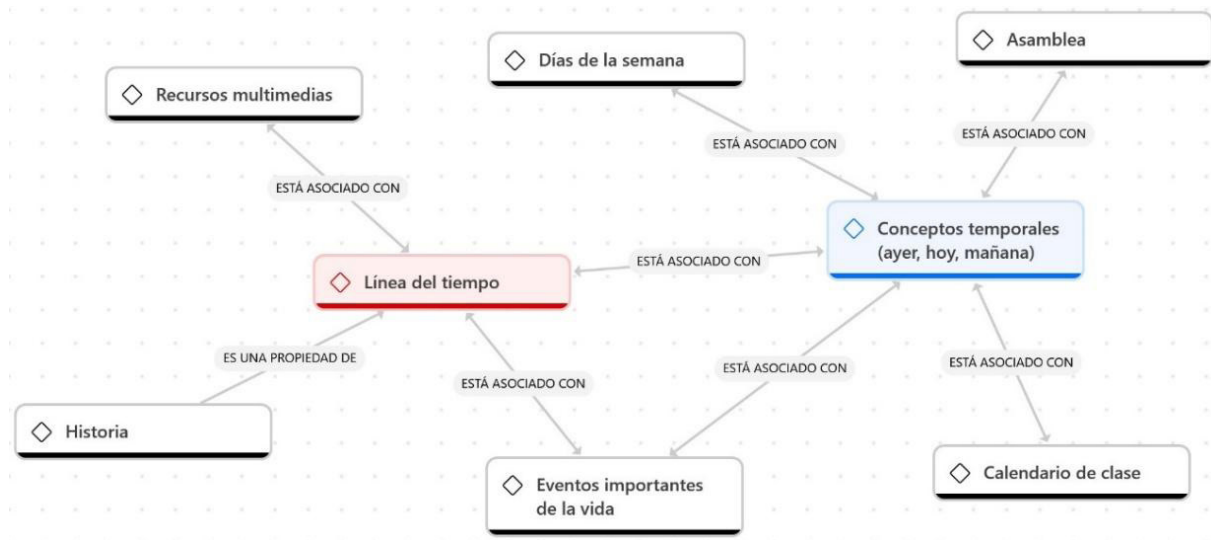 Asamblea
Días de la semana
Recursos multimedias
ESTÁ ASOCIADO CON
ESTÁ ASOCIADO CON
ESTÁ ASOCIADO CON
Conceptos temporales
(ayer, hoy, mañana)
ESTÁ ASOCIADO CON
Línea del tiempo
ES UNA PROPIEDAD DE
ESTÁ ASOCIADO CON
ESTÁ ASOCIADO CON
ESTÁ ASOCIADO CON
Historia
Eventos importantes
de la vida
Calendario de clase